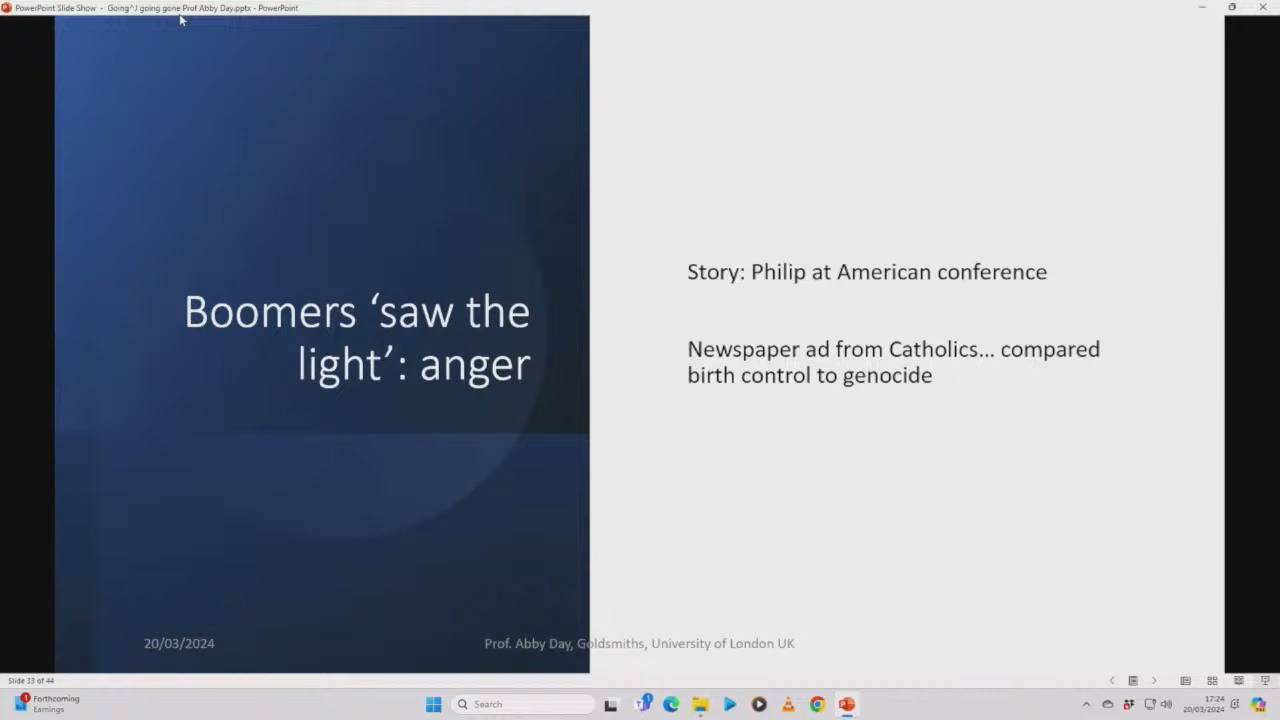 PowerPoint Slide Show - Going^J going gone Prof Abby Day.pptx - PowerPoint
Boomers ‘saw the
light’: anger
Story: Philip at American conference
Newspaper ad from Catholics... compared
birth control to genocide
20/03/2024
Prof. Abby Day, Goldsmiths, University of London UK
Slide 33 of 44
1
Forthcoming
Earnings
Search
1
17:24
20/03/2024